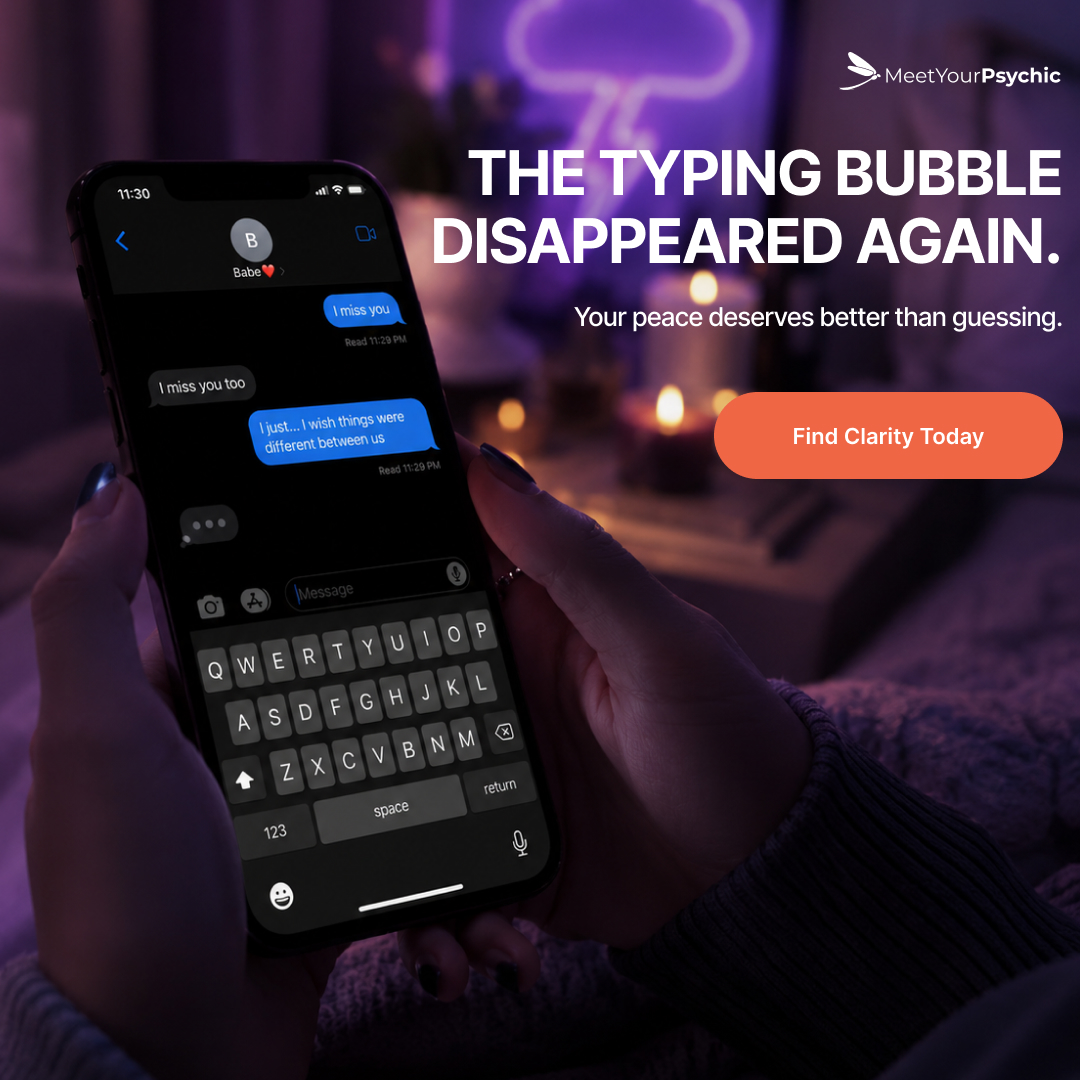 MeetYourPsychic
THE TYPING BUBBLE
DISAPPEARED AGAIN.
Your peace deserves better than guessing.
Find Clarity Today
11:30
B
Babe❤️ >
I miss you
Read 11:29 PM
I miss you too
I just... I wish things were
different between us
Read 11:29 PM
Message
Q W E R T Y U I O P
A S D F G H J K L
Z X C V B N M
123 space return